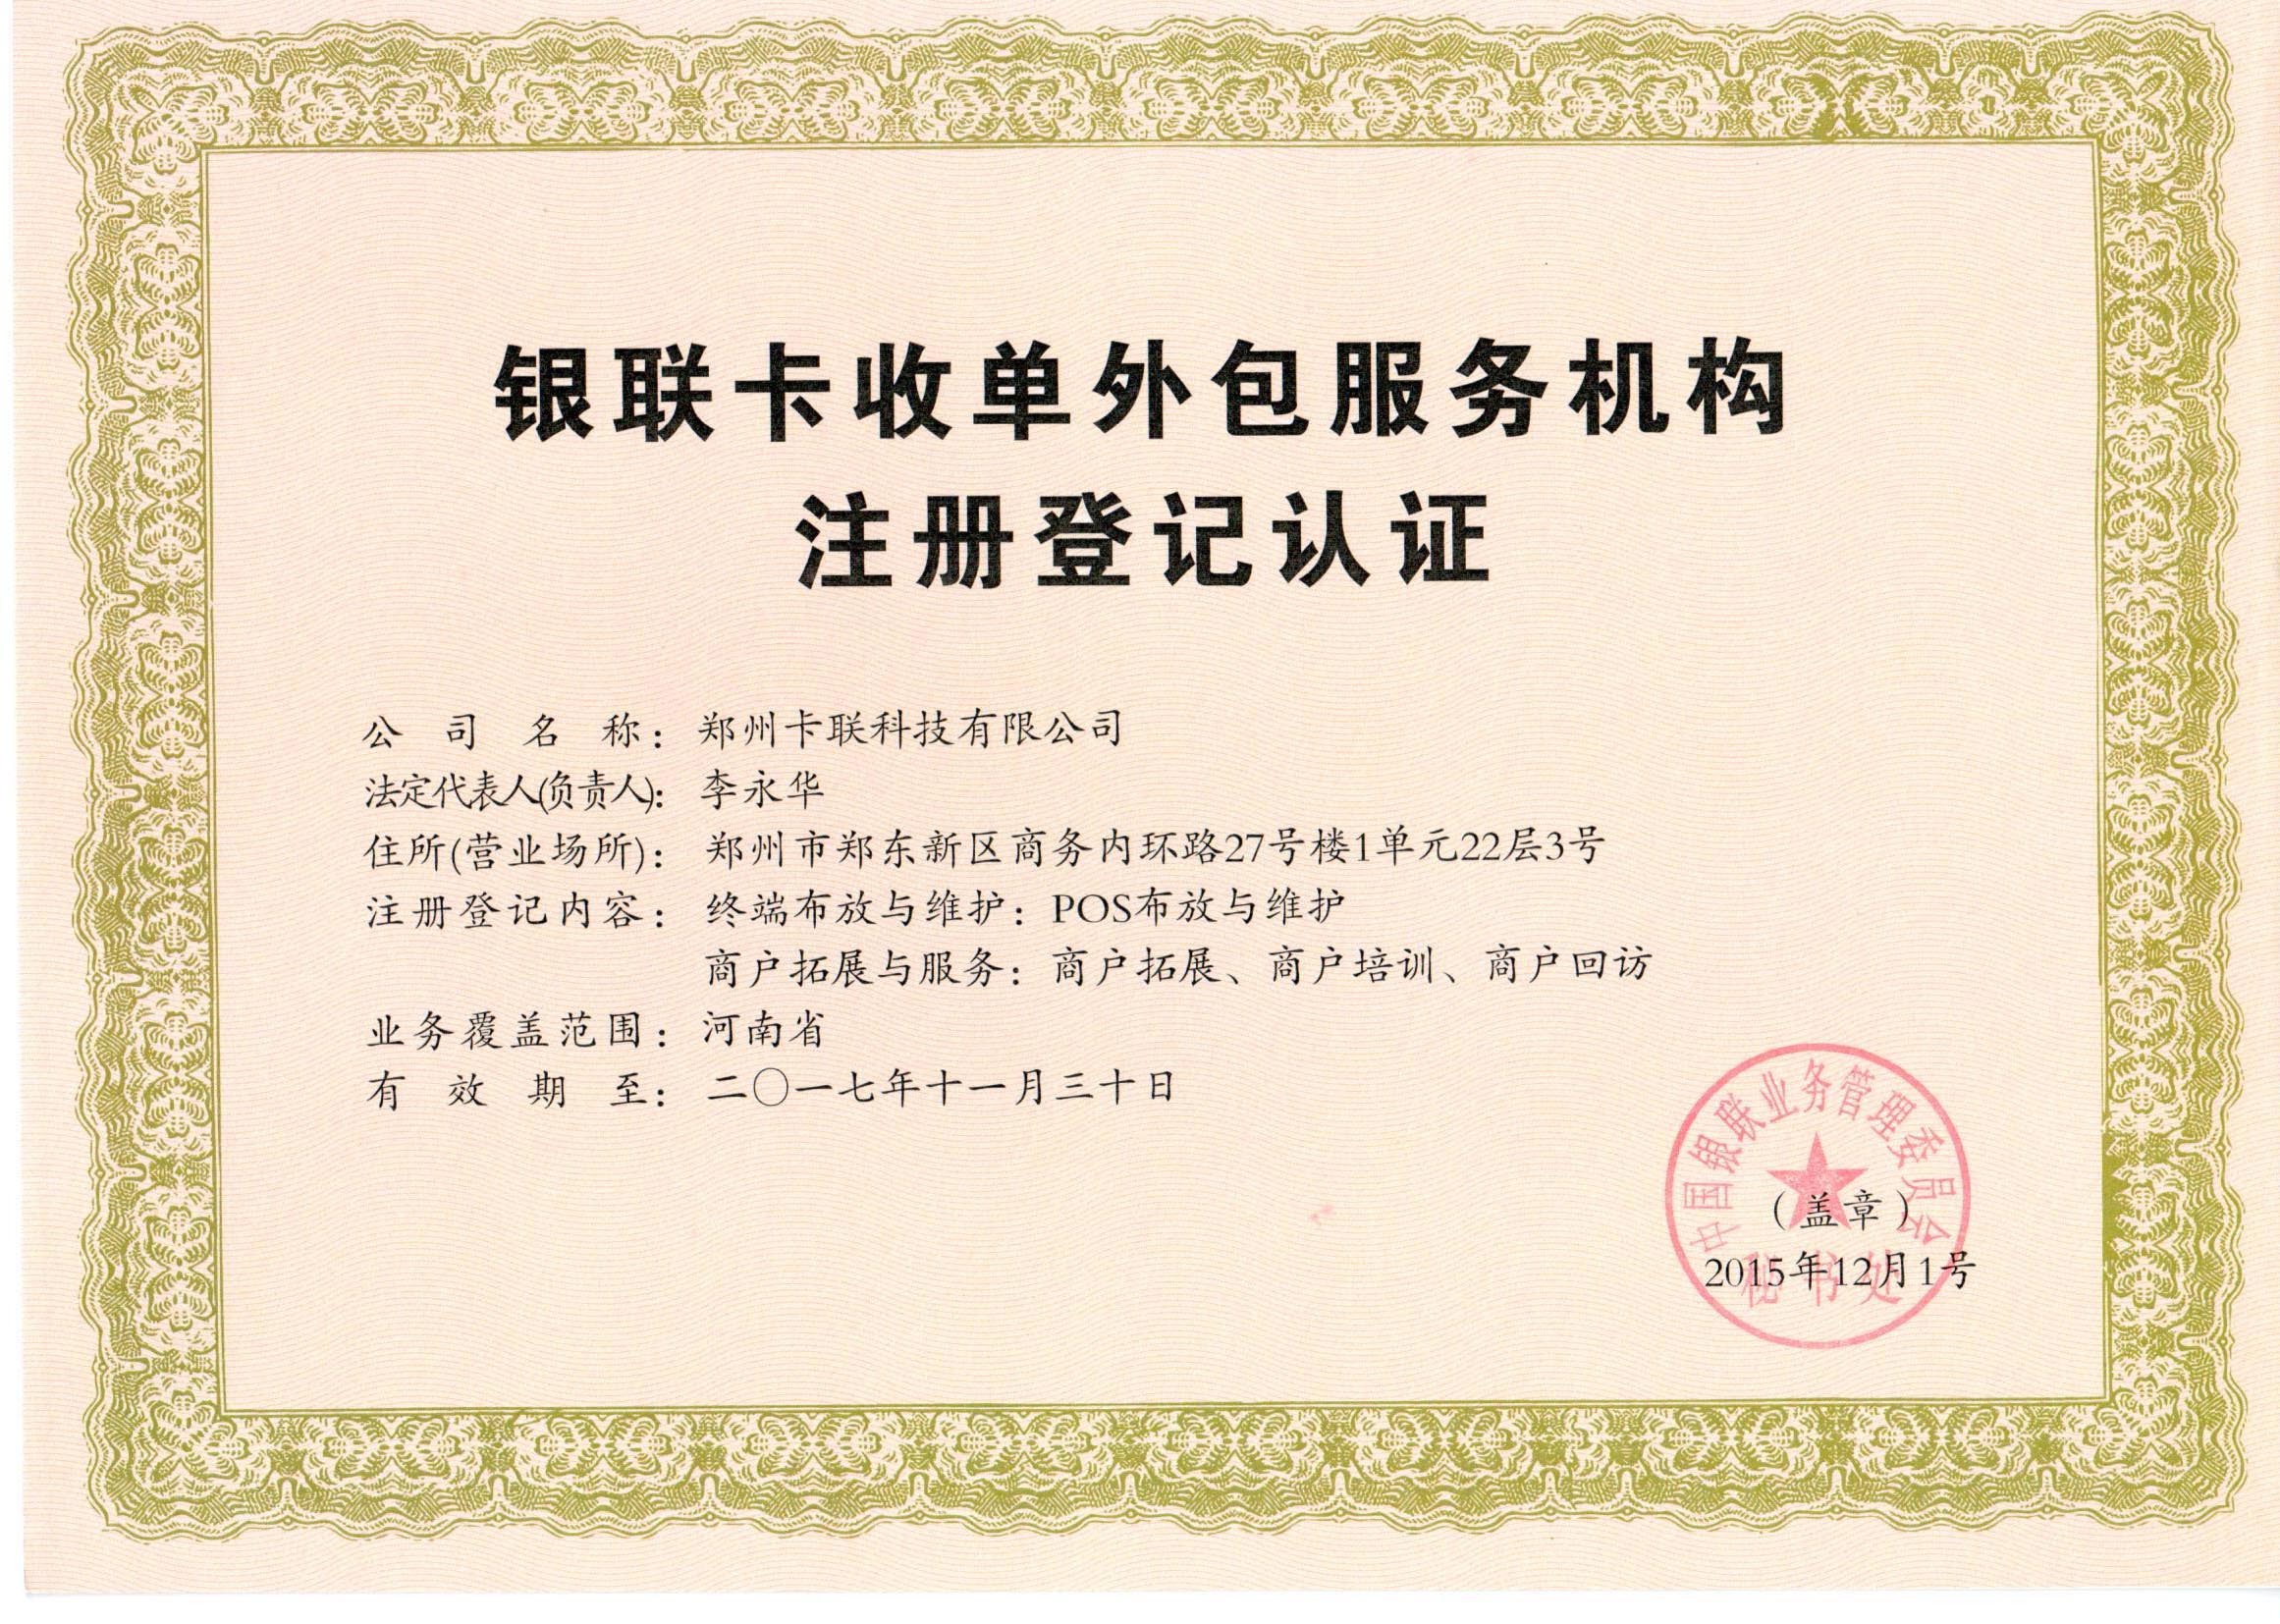 银联卡收单外包服务机构
注册登记认证
公司名称：郑州卡联科技有限公司
法定代表人(负责人)：李永华
住所(营业场所)：郑州市郑东新区商务内环路27号楼1单元22层3号
注册登记内容：终端布放与维护：POS布放与维护
商户拓展与服务：商户拓展、商户培训、商户回访
业务覆盖范围：河南省
有效期至：二〇一七年十一月三十日
中国银联业务管理委员会
（盖章）
2015年12月1号
秘书处